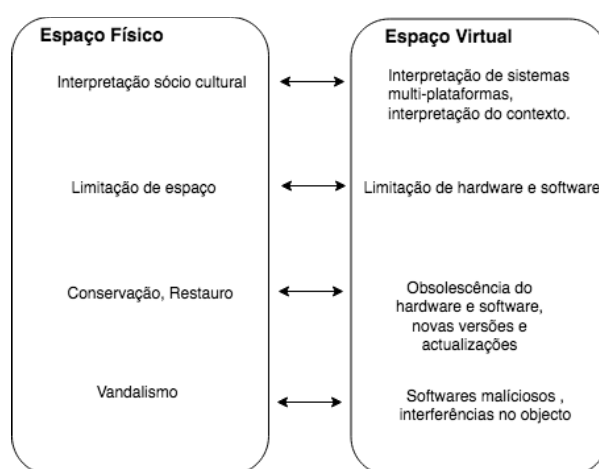 Espaço Físico
Interpretação sócio cultural
Limitação de espaço
Conservação, Restauro
Vandalismo
Espaço Virtual
Interpretação de sistemas
multi-plataformas,
interpretação do contexto.
Limitação de hardware e software
Obsolescência do
hardware e software,
novas versões e
actualizações
Softwares malíciosos ,
interferências no objecto